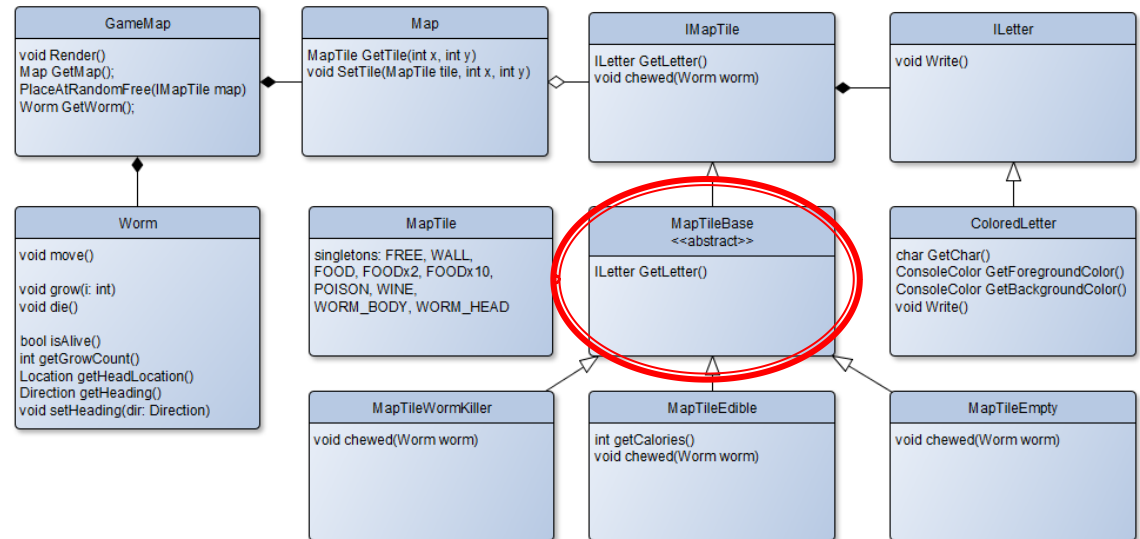 GameMap
void Render()
Map GetMap();
PlaceAtRandomFree(IMapTile map)
Worm GetWorm();
Map
MapTile GetTile(int x, int y)
void SetTile(MapTile tile, int x, int y)
IMapTile
ILetter GetLetter()
void chewed(Worm worm)
ILetter
void Write()
Worm
void move()
void grow(i: int)
void die()
bool isAlive()
int getGrowCount()
Location getHeadLocation()
Direction getHeading()
void setHeading(dir: Direction)
MapTile
singletons: FREE, WALL,
FOOD, FOODx2, FOODx10,
POISON, WINE,
WORM_BODY, WORM_HEAD
MapTileBase
<<abstract>>
ILetter GetLetter()
ColoredLetter
char GetChar()
ConsoleColor GetForegroundColor()
ConsoleColor GetBackgroundColor()
void Write()
MapTileWormKiller
void chewed(Worm worm)
MapTileEdible
int getCalories()
void chewed(Worm worm)
MapTileEmpty
void chewed(Worm worm)